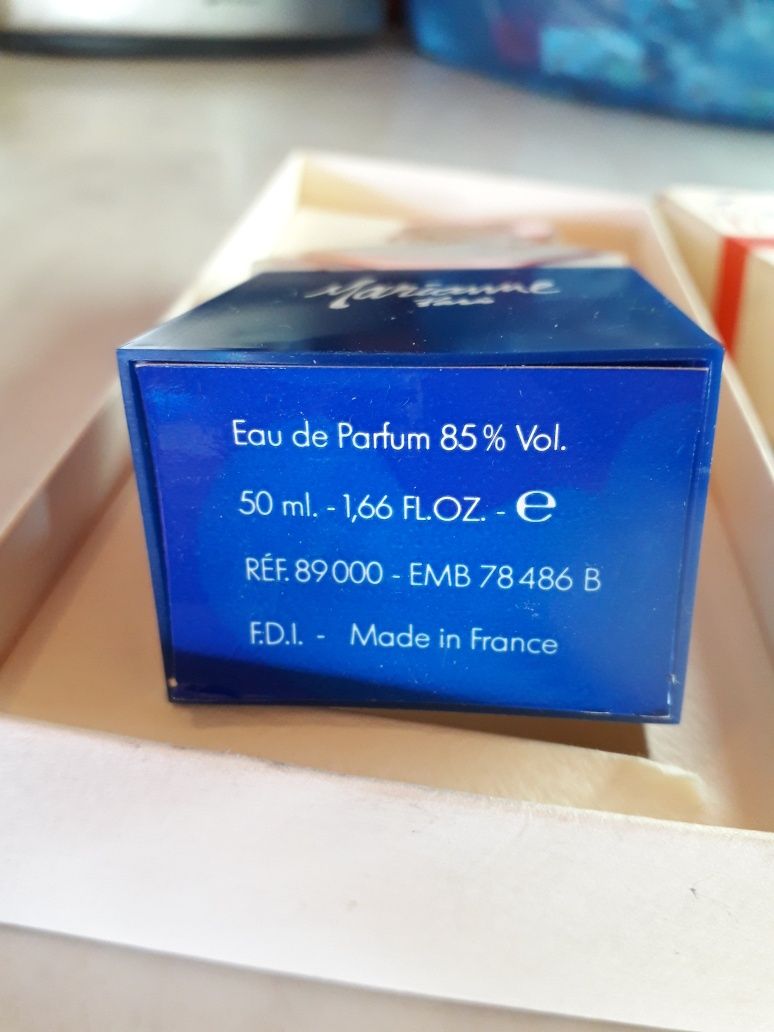 Marianne
Paris
Eau de Parfum 85% Vol.
50 ml. - 1,66 FL.OZ. - ℮
RÉF. 89000 - EMB 78486 B
F.D.I. - Made in France